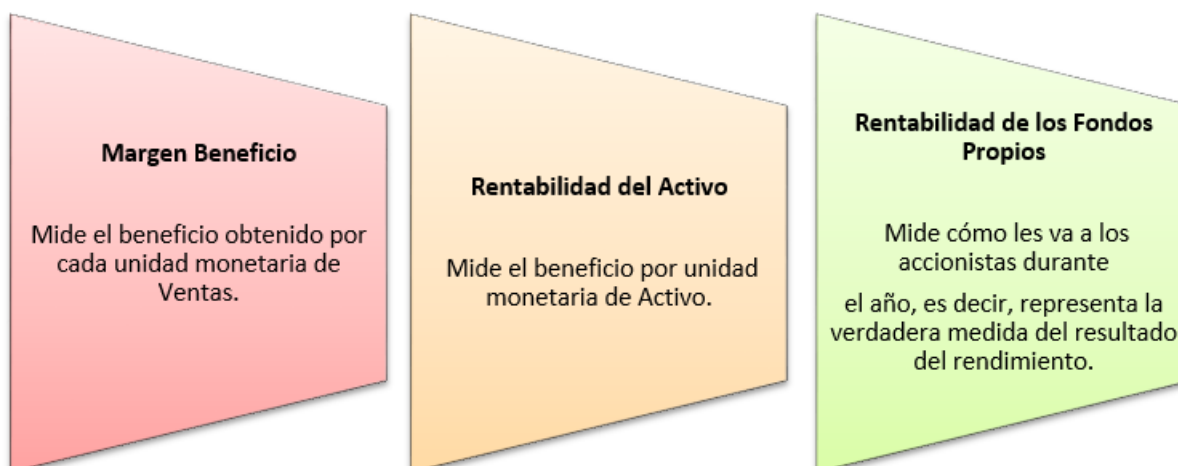 Margen Beneficio
Mide el beneficio obtenido por
cada unidad monetaria de
Ventas.
Rentabilidad del Activo
Mide el beneficio por unidad
monetaria de Activo.
Rentabilidad de los Fondos
Propios
Mide cómo les va a los
accionistas durante
el año, es decir, representa la
verdadera medida del resultado
del rendimiento.